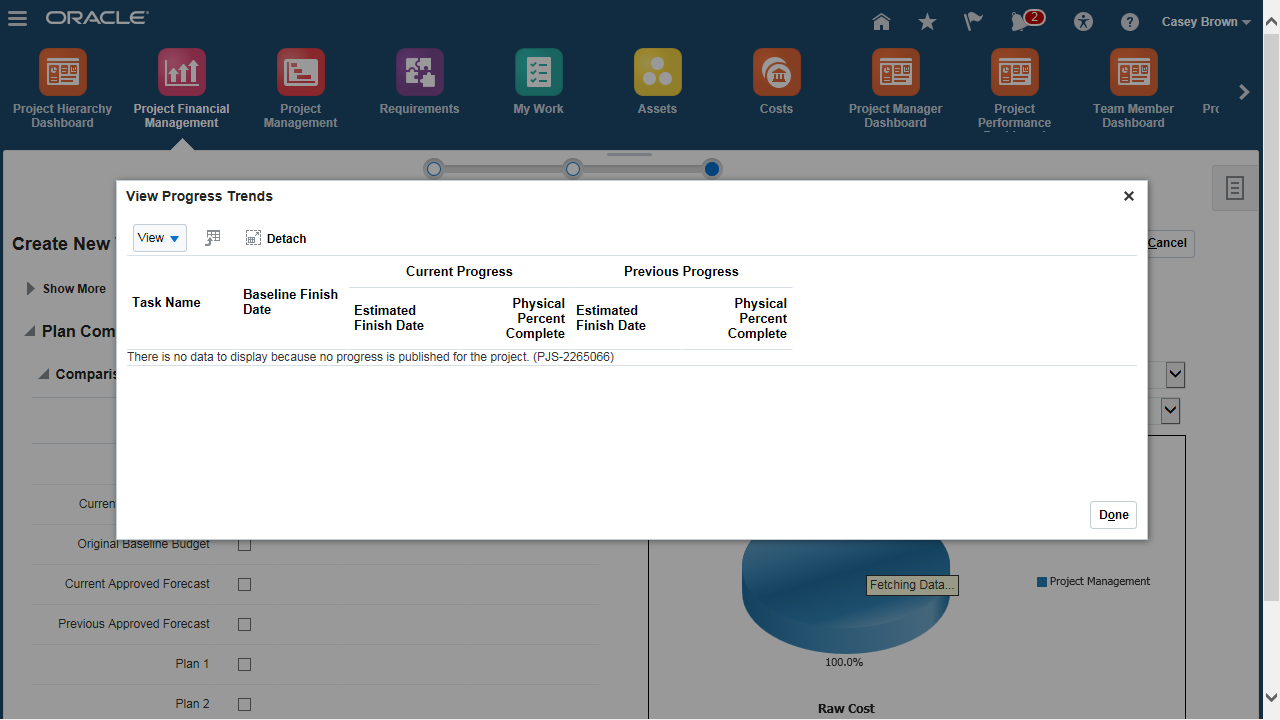 ORACLE
2
Casey Brown
Project Hierarchy
Dashboard
Project Financial
Management
Project
Management
Requirements
My Work
Assets
Costs
Project Manager
Dashboard
Project
Performance
Team Member
Dashboard
View Progress Trends
Create New
Cancel
View
Detach
Show More
Task Name
Baseline Finish
Date
Current Progress
Previous Progress
Estimated
Finish Date
Physical
Percent
Complete
Estimated
Finish Date
Physical
Percent
Complete
There is no data to display because no progress is published for the project. (PJS-2265066)
Plan Com
Comparis
Curren
Done
Original Baseline Budget
Current Approved Forecast
Previous Approved Forecast
Plan 1
Plan 2
Fetching Data...
Project Management
100.0%
Raw Cost